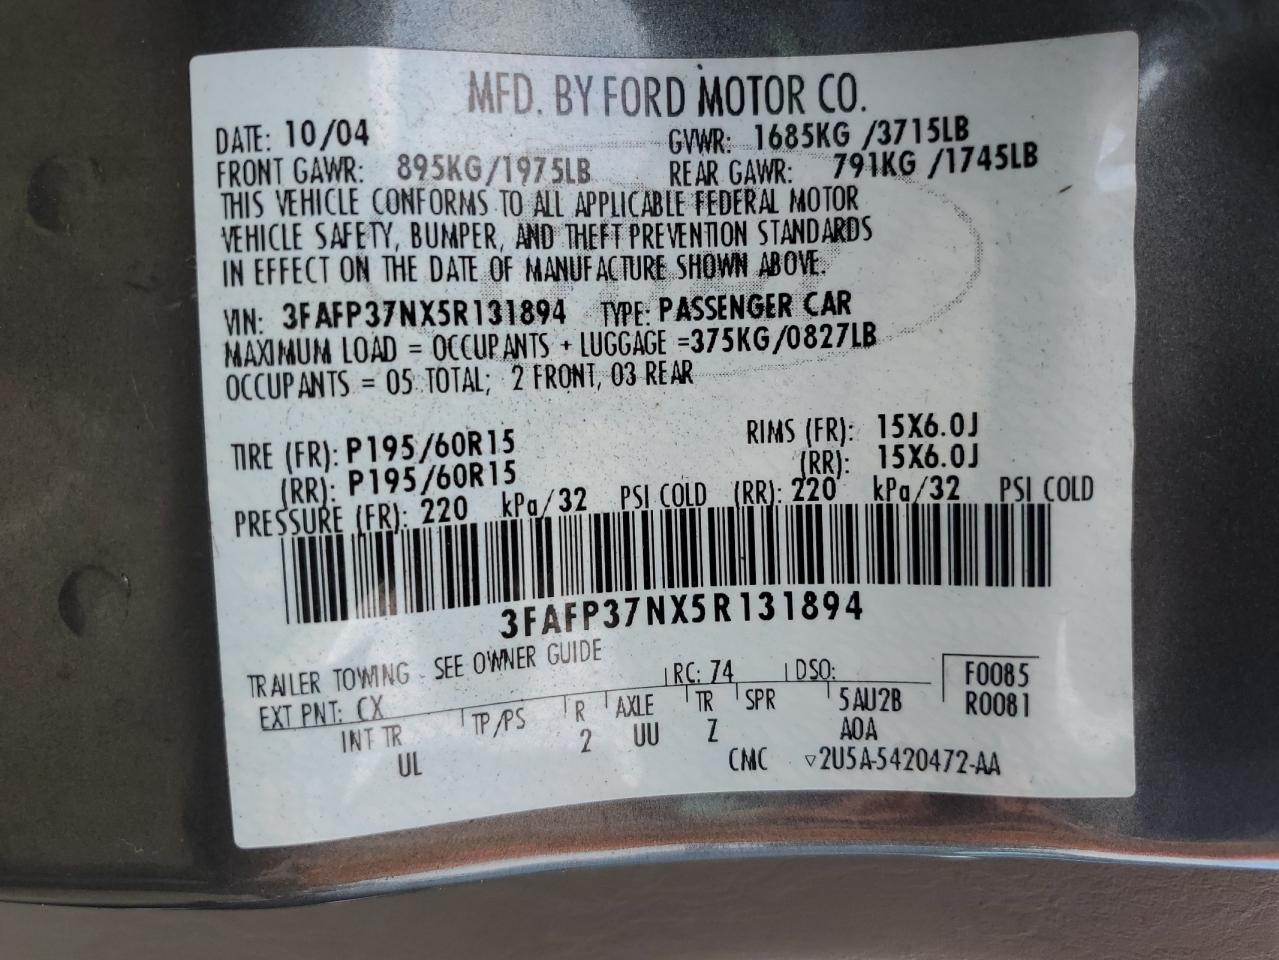 MFD. BY FORD MOTOR CO.
DATE: 10/04 GVWR: 1685KG /3715LB
FRONT GAWR: 895KG/1975LB REAR GAWR: 791KG /1745LB
THIS VEHICLE CONFORMS TO ALL APPLICABLE FEDERAL MOTOR
VEHICLE SAFETY, BUMPER, AND THEFT PREVENTION STANDARDS
IN EFFECT ON THE DATE OF MANUFACTURE SHOWN ABOVE.
VIN: 3FAFP37NX5R131894 TYPE: PASSENGER CAR
MAXIMUM LOAD = OCCUPANTS + LUGGAGE =375KG/0827LB
OCCUPANTS = 05 TOTAL; 2 FRONT, 03 REAR
TIRE (FR): P195/60R15 RIMS (FR): 15X6.0J
(RR): P195/60R15 (RR): 15X6.0J
PRESSURE (FR): 220 kPa/32 PSI COLD (RR): 220 kPa/32 PSI COLD
3FAFP37NX5R131894
TRAILER TOWING - SEE OWNER GUIDE
EXT PNT: CX RC: 74 DSO: F0085
INT TR TP/PS R AXLE TR SPR 5AU2B R0081
UL 2 UU Z A0A
CMC ▽2U5A-5420472-AA